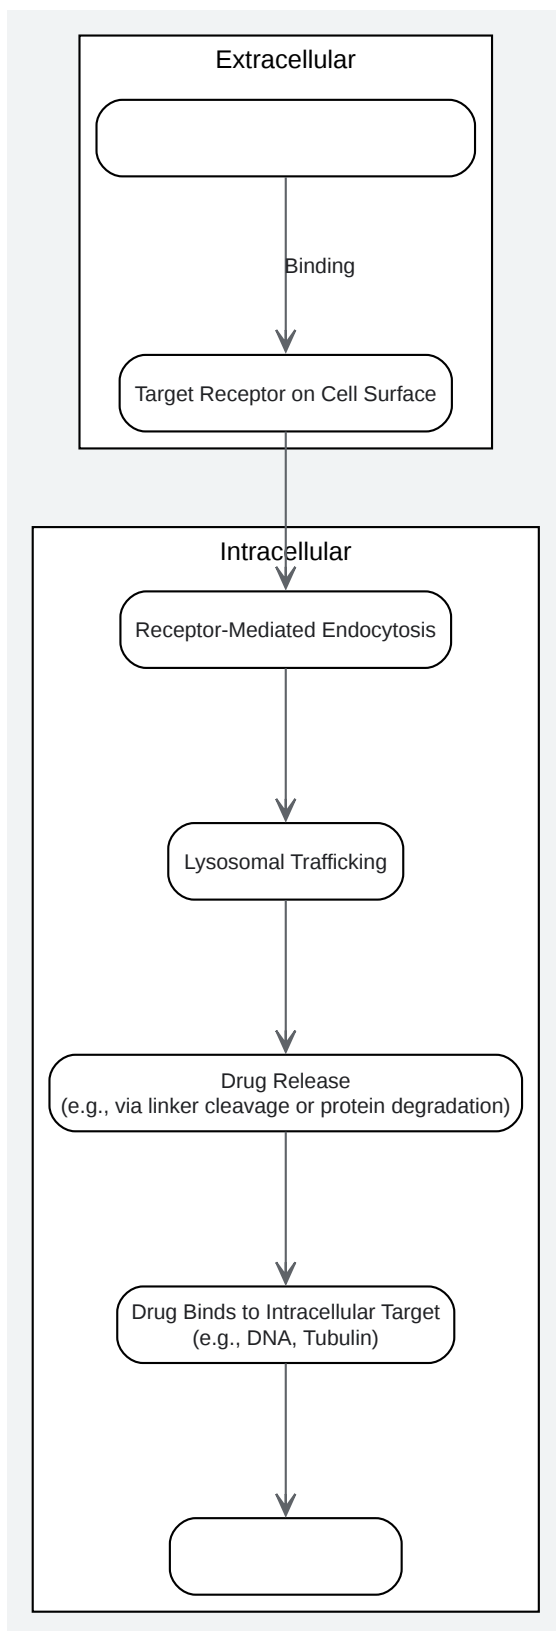 Extracellular
Binding
Target Receptor on Cell Surface
Intracellular
Receptor-Mediated Endocytosis
Lysosomal Trafficking
Drug Release
(e.g., via linker cleavage or protein degradation)
Drug Binds to Intracellular Target
(e.g., DNA, Tubulin)